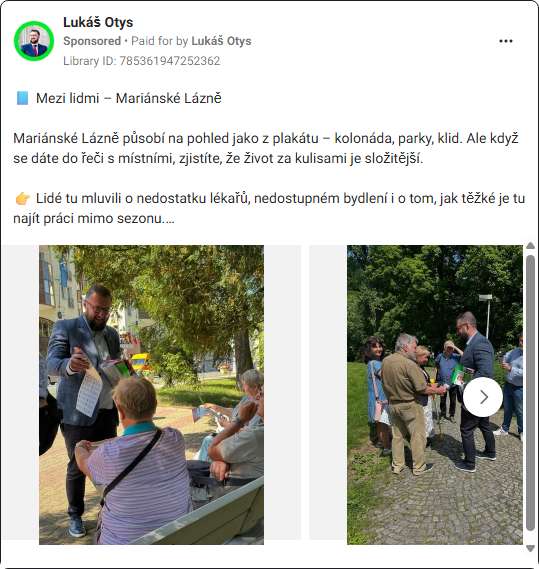 Lukáš Otys
Sponsored • Paid for by Lukáš Otys
Library ID: 785361947252362
📘 Mezi lidmi – Mariánské Lázně
Mariánské Lázně působí na pohled jako z plakátu – kolonáda, parky, klid. Ale když
se dáte do řeči s místními, zjistíte, že život za kulisami je složitější.
👉 Lidé tu mluvili o nedostatku lékařů, nedostupném bydlení i o tom, jak těžké je tu
najít práci mimo sezonu.…